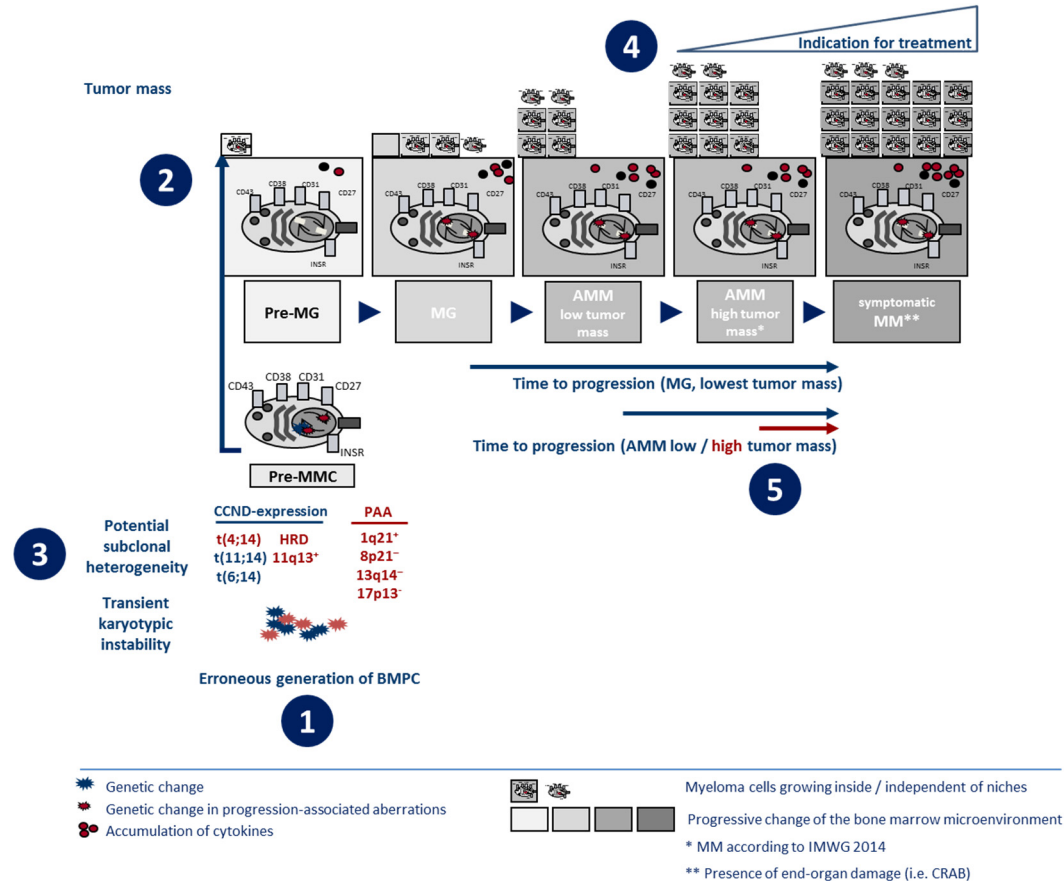 4
Indication for treatment
Tumor mass
2
CD43
CD38
CD31
CD27
INSR
CD43
CD38
CD31
CD27
INSR
CD43
CD38
CD31
CD27
INSR
CD43
CD38
CD31
CD27
INSR
CD43
CD38
CD31
CD27
INSR
Pre-MG
MG
AMM
low tumor
mass
AMM
high tumor
mass*
symptomatic
MM**
Time to progression (MG, lowest tumor mass)
Time to progression (AMM low / high tumor mass)
5
CD43
CD38
CD31
CD27
INSR
Pre-MMC
3
Potential
subclonal
heterogeneity
CCND-expression
PAA
t(4;14) HRD
t(11;14) 11q13⁺
t(6;14)
1q21⁺
8p21⁻
13q14⁻
17p13⁻
Transient
karyotypic
instability
Erroneous generation of BMPC
1
Genetic change
Genetic change in progression-associated aberrations
Accumulation of cytokines
Myeloma cells growing inside / independent of niches
Progressive change of the bone marrow microenvironment
* MM according to IMWG 2014
** Presence of end-organ damage (i.e. CRAB)